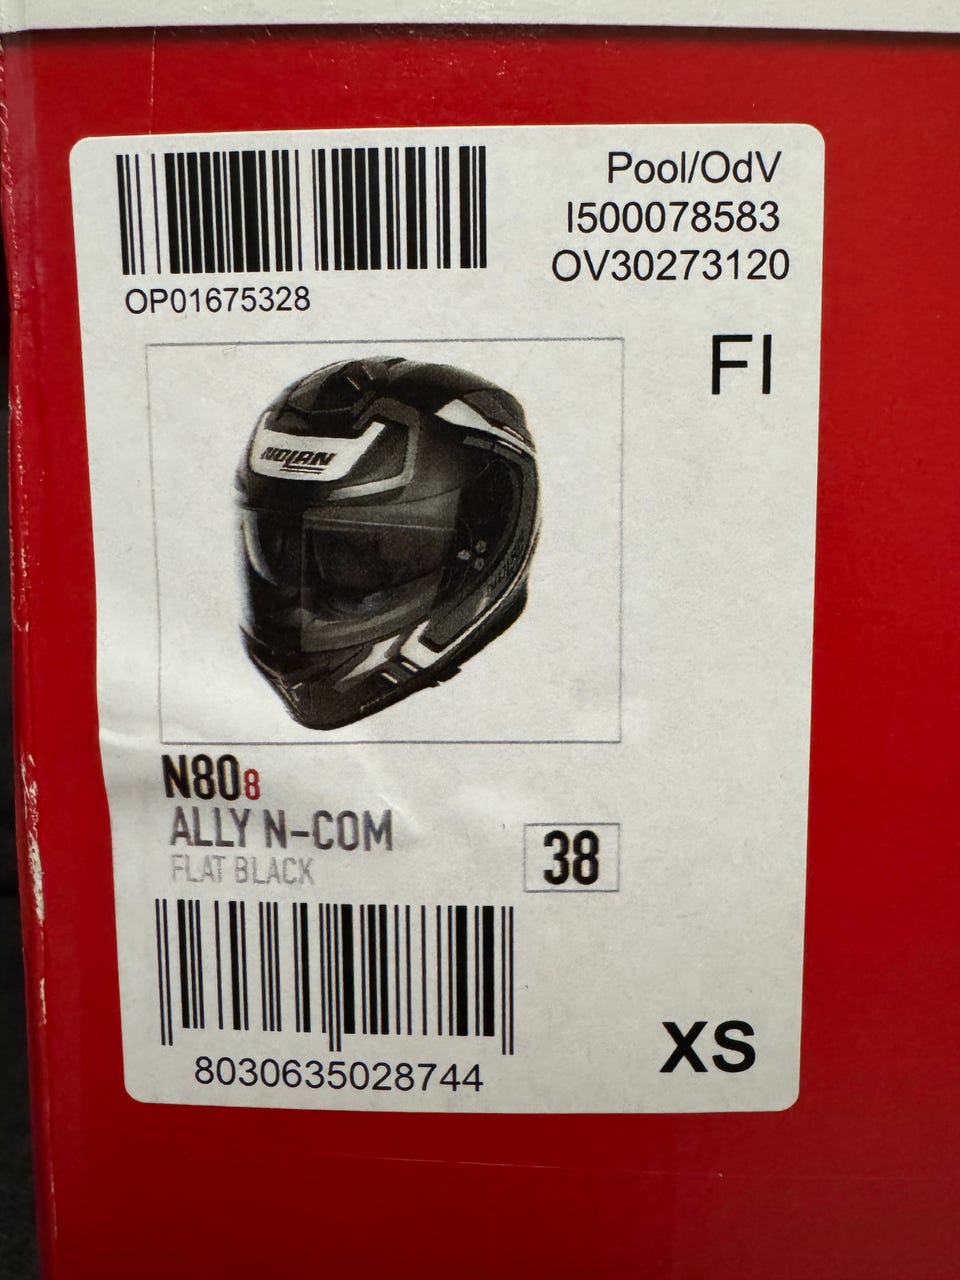 Pool/OdV
I500078583
OV30273120
OP01675328
FI
NOLAN
N808
ALLY N-COM
FLAT BLACK
38
8030635028744
XS